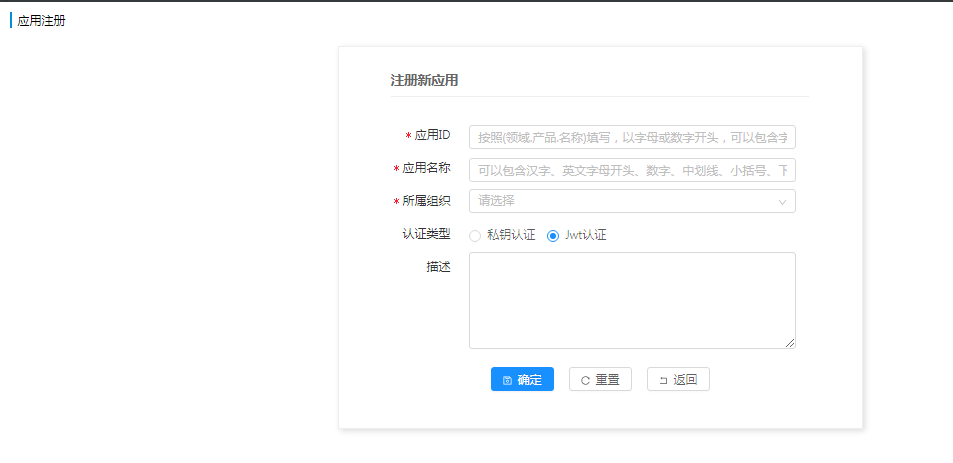 应用注册
注册新应用
* 应用ID
按照(领域.产品.名称)填写，以字母或数字开头，可以包含字
* 应用名称
可以包含汉字、英文字母开头、数字、中划线、小括号、下
* 所属组织
请选择
认证类型
私钥认证 Jwt认证
描述
确定 重置 返回